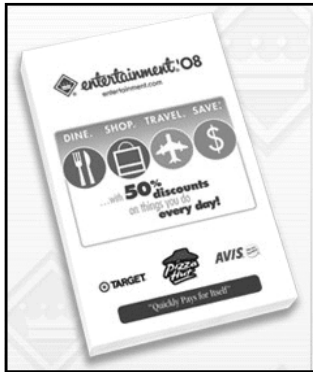 entertainment.'08
entertainment.com
DINE. SHOP. TRAVEL. SAVE!
$
...with 50% discounts
on things you do
every day!
TARGET
Pizza
Hut
AVIS
"Quickly Pays for Itself"